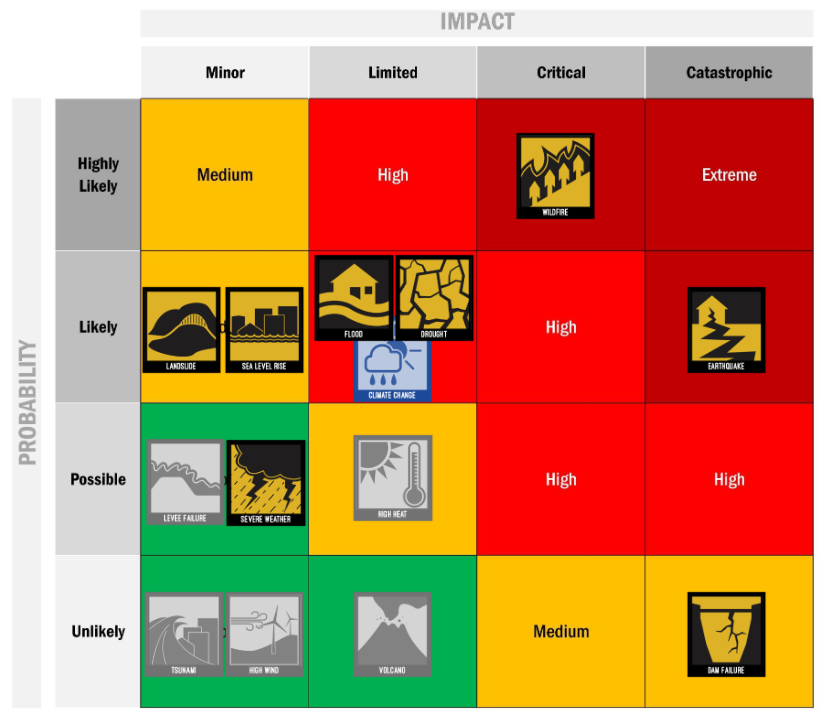 IMPACT
Minor Limited Critical Catastrophic
PROBABILITY
Highly
Likely
Medium
High
WILDFIRE
Extreme
Likely
LANDSLIDE
SEA LEVEL RISE
FLOOD
DROUGHT
CLIMATE CHANGE
High
EARTHQUAKE
Possible
LEVEE FAILURE
SEVERE WEATHER
HIGH HEAT
High
High
Unlikely
TSUNAMI
HIGH WIND
VOLCANO
Medium
DAM FAILURE